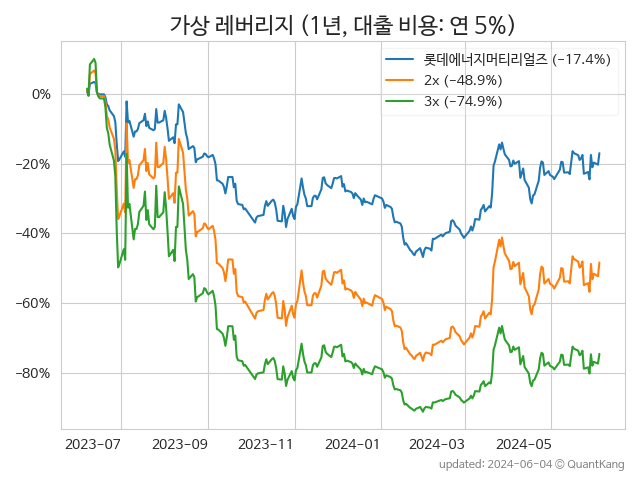 가상 레버리지 (1년, 대출 비용: 연 5%)
롯데에너지머티리얼즈 (−17.4%)
2x (−48.9%)
3x (−74.9%)
0%
−20%
−40%
−60%
−80%
2023-07 2023-09 2023-11 2024-01 2024-03 2024-05
updated: 2024-06-04 © QuantKang